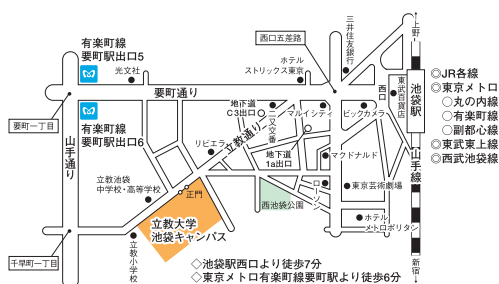 有楽町線
要町駅出口5
光文社
西口五差路
三井住友銀行
上野
ホテル
ストリックス東京
要町通り
西口
東武百貨店
池袋駅
◎JR各線
◎東京メトロ
○丸の内線
○有楽町線
○副都心線
◎東武東上線
◎西武池袋線
要町一丁目
有楽町線
要町駅出口6
地下道
C3出口
二又交番
マルイシティ
ビックカメラ
山手通り
リビエラ
立教通り
地下道
1a出口
マクドナルド
山手線
立教池袋
中学校・高等学校
正門
西池袋公園
ローソン
東京芸術劇場
立教大学
池袋キャンパス
ホテル
メトロポリタン
千早町一丁目
立教小学校
新宿
◇池袋駅西口より徒歩7分
◇東京メトロ有楽町線要町駅より徒歩6分